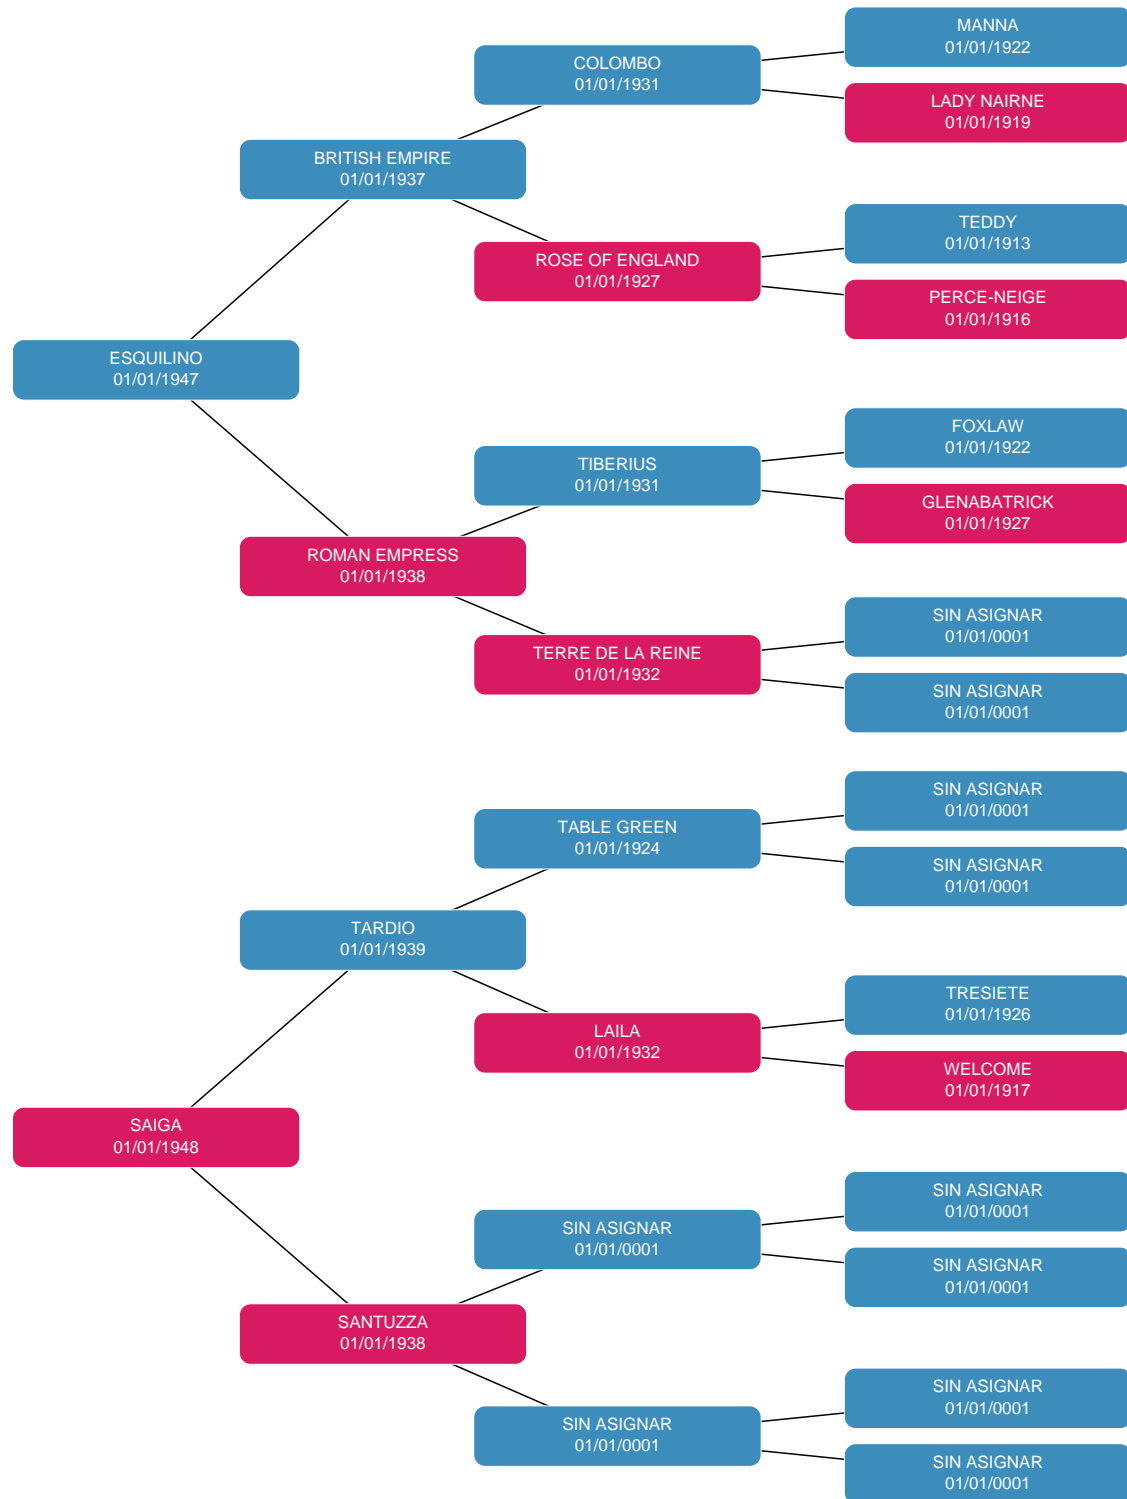 MANNA
01/01/1922
COLOMBO
01/01/1931
LADY NAIRNE
01/01/1919
BRITISH EMPIRE
01/01/1937
TEDDY
01/01/1913
ROSE OF ENGLAND
01/01/1927
PERCE-NEIGE
01/01/1916
ESQUILINO
01/01/1947
FOXLAW
01/01/1922
TIBERIUS
01/01/1931
GLENABATRICK
01/01/1927
ROMAN EMPRESS
01/01/1938
SIN ASIGNAR
01/01/0001
TERRE DE LA REINE
01/01/1932
SIN ASIGNAR
01/01/0001
SIN ASIGNAR
01/01/0001
TABLE GREEN
01/01/1924
SIN ASIGNAR
01/01/0001
TARDIO
01/01/1939
TRESIETE
01/01/1926
LAILA
01/01/1932
WELCOME
01/01/1917
SAIGA
01/01/1948
SIN ASIGNAR
01/01/0001
SIN ASIGNAR
01/01/0001
SIN ASIGNAR
01/01/0001
SANTUZZA
01/01/1938
SIN ASIGNAR
01/01/0001
SIN ASIGNAR
01/01/0001
SIN ASIGNAR
01/01/0001